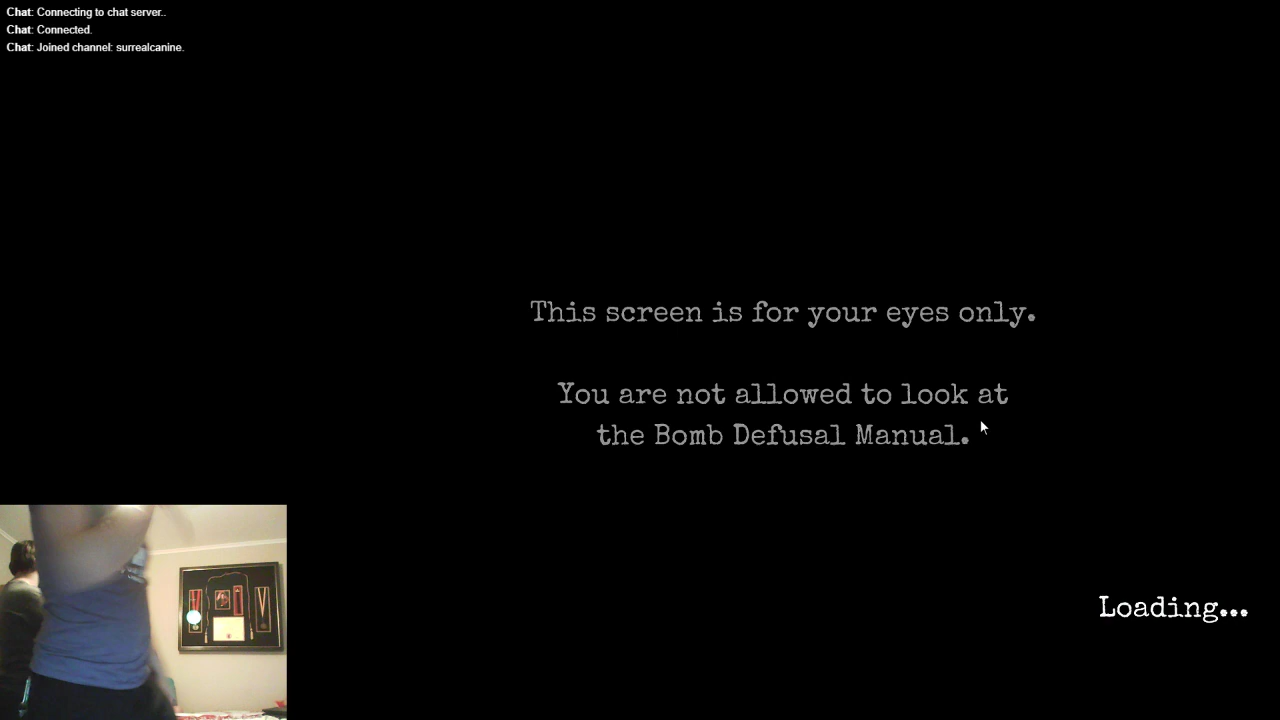 Chat: Connecting to chat server..
Chat: Connected.
Chat: Joined channel: surrealcanine.
This screen is for your eyes only.
You are not allowed to look at
the Bomb Defusal Manual.
Loading...